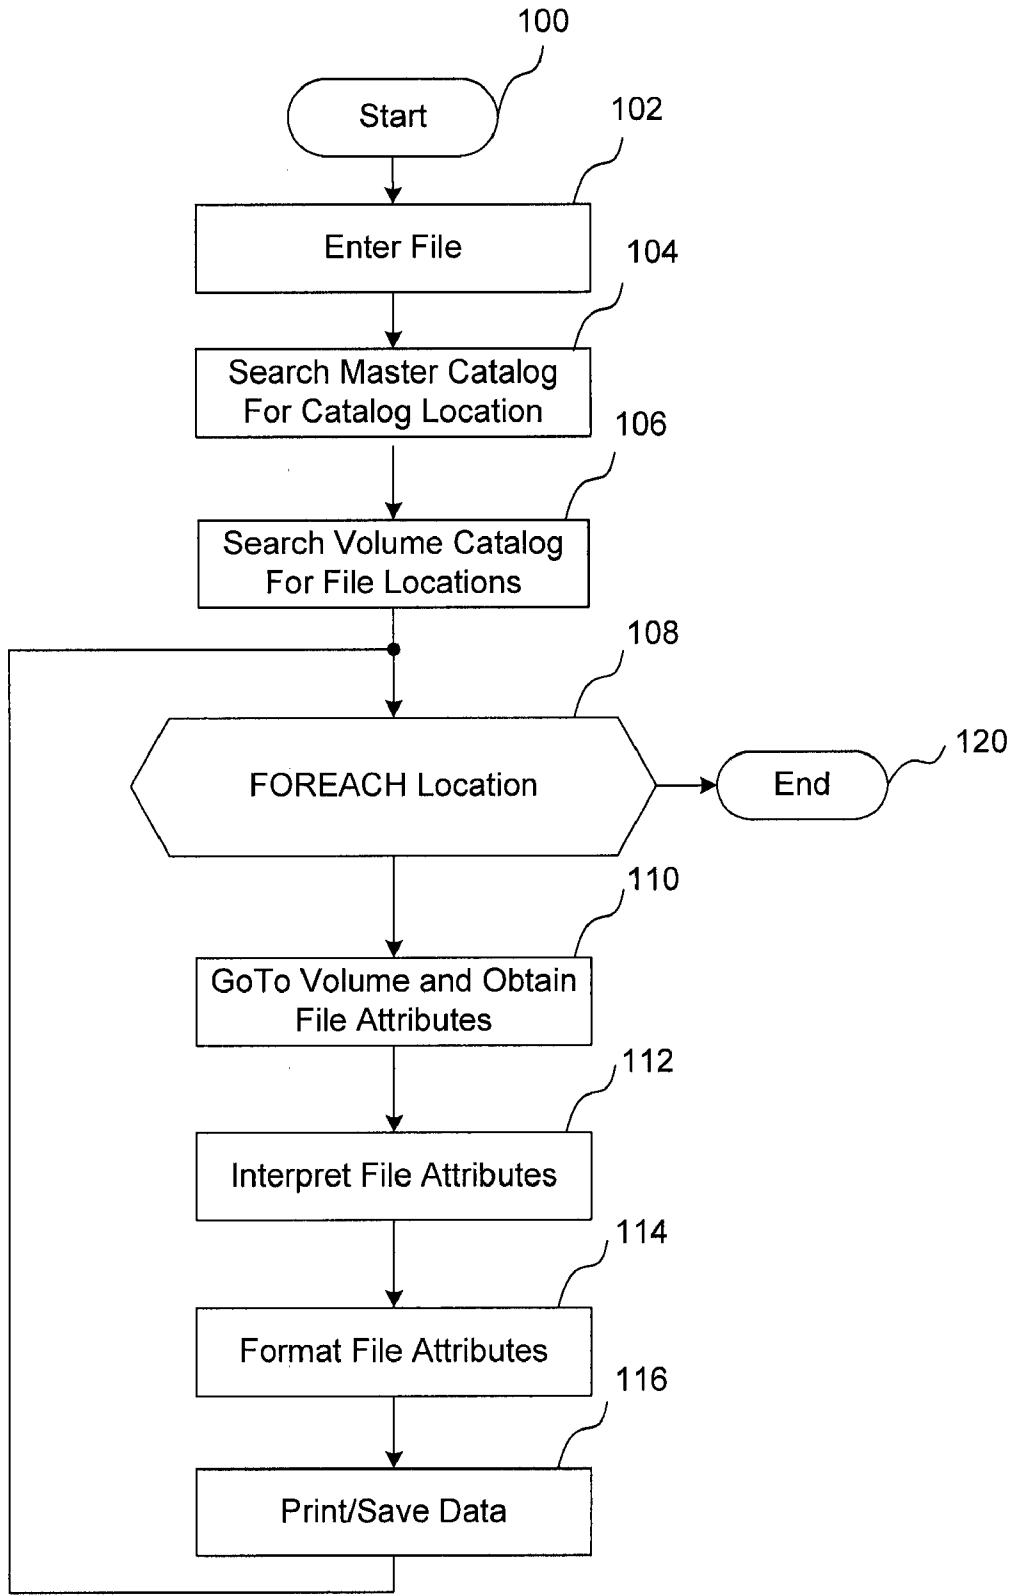 100
Start
102
Enter File
104
Search Master Catalog
For Catalog Location
106
Search Volume Catalog
For File Locations
108
FOREACH Location
120
End
110
GoTo Volume and Obtain
File Attributes
112
Interpret File Attributes
114
Format File Attributes
116
Print/Save Data